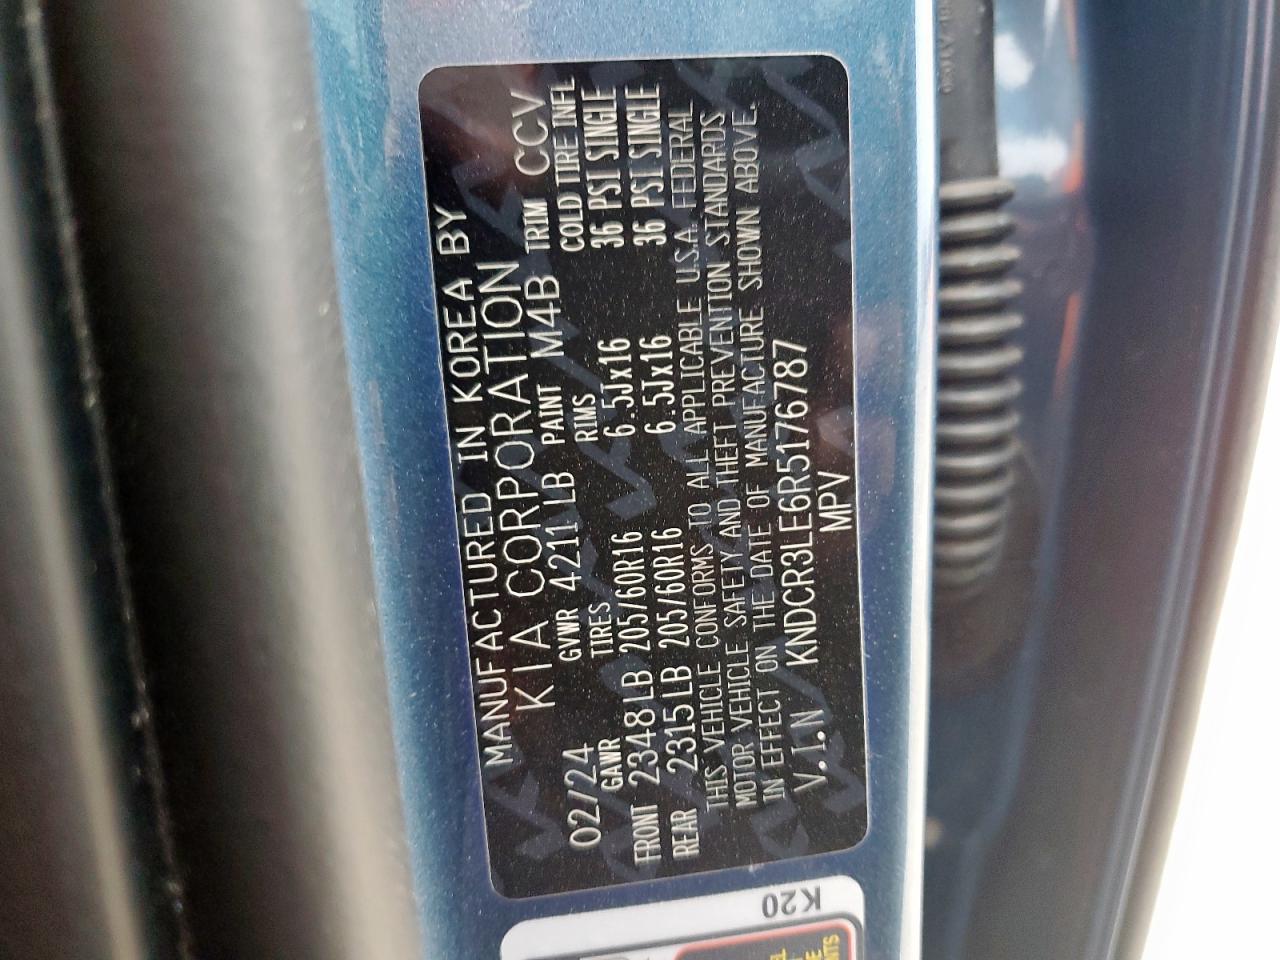 MANUFACTURED IN KOREA BY
KIA CORPORATION
02/24 GVWR 4211 LB PAINT M4B TRIM CCV
GAWR TIRES RIMS COLD TIRE INFL
FRONT 2348 LB 205/60R16 6.5Jx16 36 PSI SINGLE
REAR 2315 LB 205/60R16 6.5Jx16 36 PSI SINGLE
THIS VEHICLE CONFORMS TO ALL APPLICABLE U.S.A. FEDERAL
MOTOR VEHICLE SAFETY AND THEFT PREVENTION STANDARDS
IN EFFECT ON THE DATE OF MANUFACTURE SHOWN ABOVE.
V.I.N KNDCR3LE6R5176787
MPV
K20